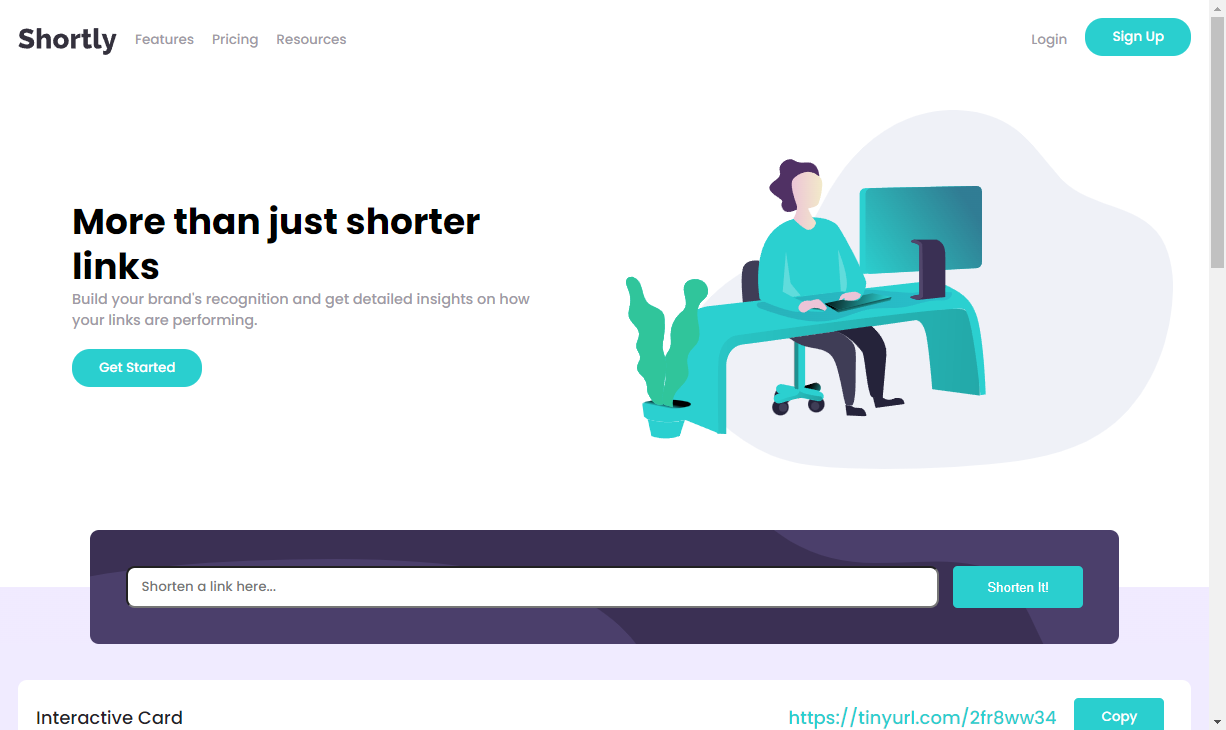 Shortly Features Pricing Resources Login Sign Up
More than just shorter
links
Build your brand's recognition and get detailed insights on how
your links are performing.
Get Started
Shorten a link here... Shorten It!
Interactive Card https://tinyurl.com/2fr8ww34 Copy